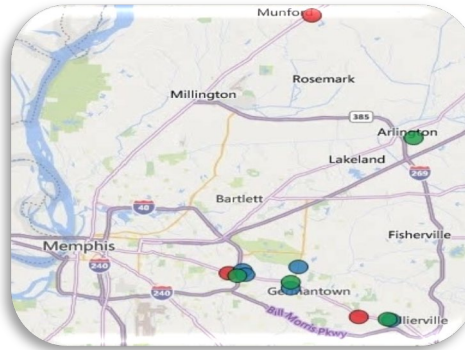 Munford
Rosemark
Millington
385
Arlington
Lakeland
269
Bartlett
40
Fisherville
Memphis
240
240
Germantown
Bill Morris Pkwy
llierville